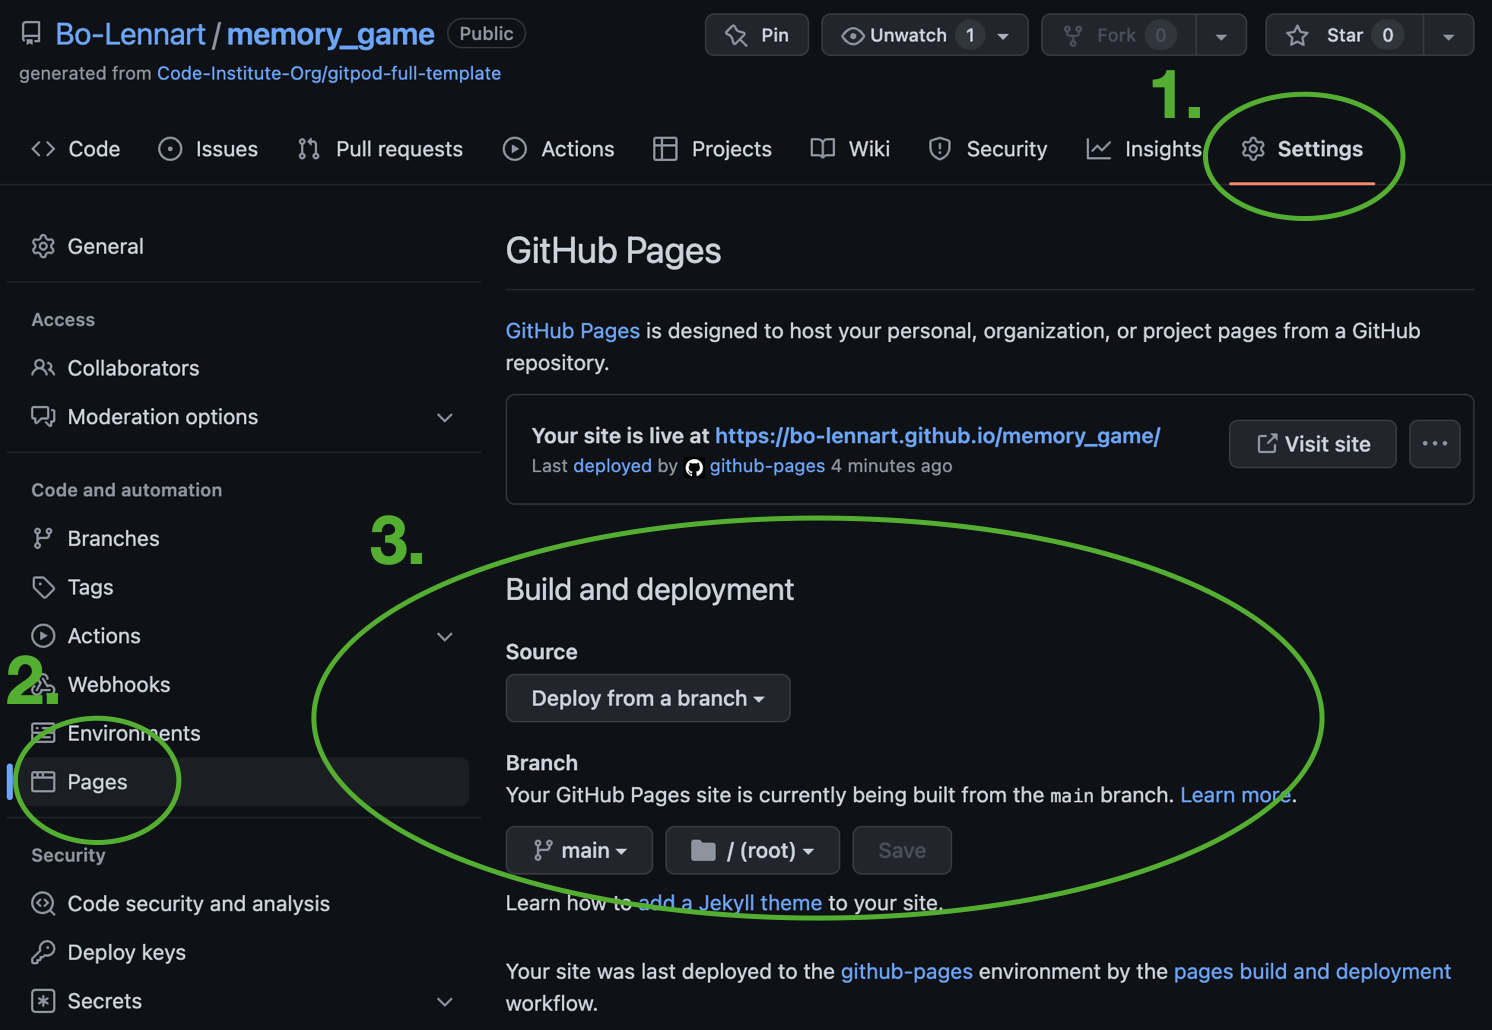 Bo-Lennart / memory_game Public
Pin
Unwatch 1
Fork 0
Star 0
generated from Code-Institute-Org/gitpod-full-template
1.
Code
Issues
Pull requests
Actions
Projects
Wiki
Security
Insights
Settings
General
Access
Collaborators
Moderation options
Code and automation
Branches
Tags
Actions
2.
Webhooks
Environments
Pages
Security
Code security and analysis
Deploy keys
Secrets
GitHub Pages
GitHub Pages is designed to host your personal, organization, or project pages from a GitHub
repository.
Your site is live at https://bo-lennart.github.io/memory_game/
Last deployed by github-pages 4 minutes ago
Visit site
3.
Build and deployment
Source
Deploy from a branch
Branch
Your GitHub Pages site is currently being built from the main branch. Learn more.
main
/ (root)
Save
Learn how to add a Jekyll theme to your site.
Your site was last deployed to the github-pages environment by the pages build and deployment
workflow.